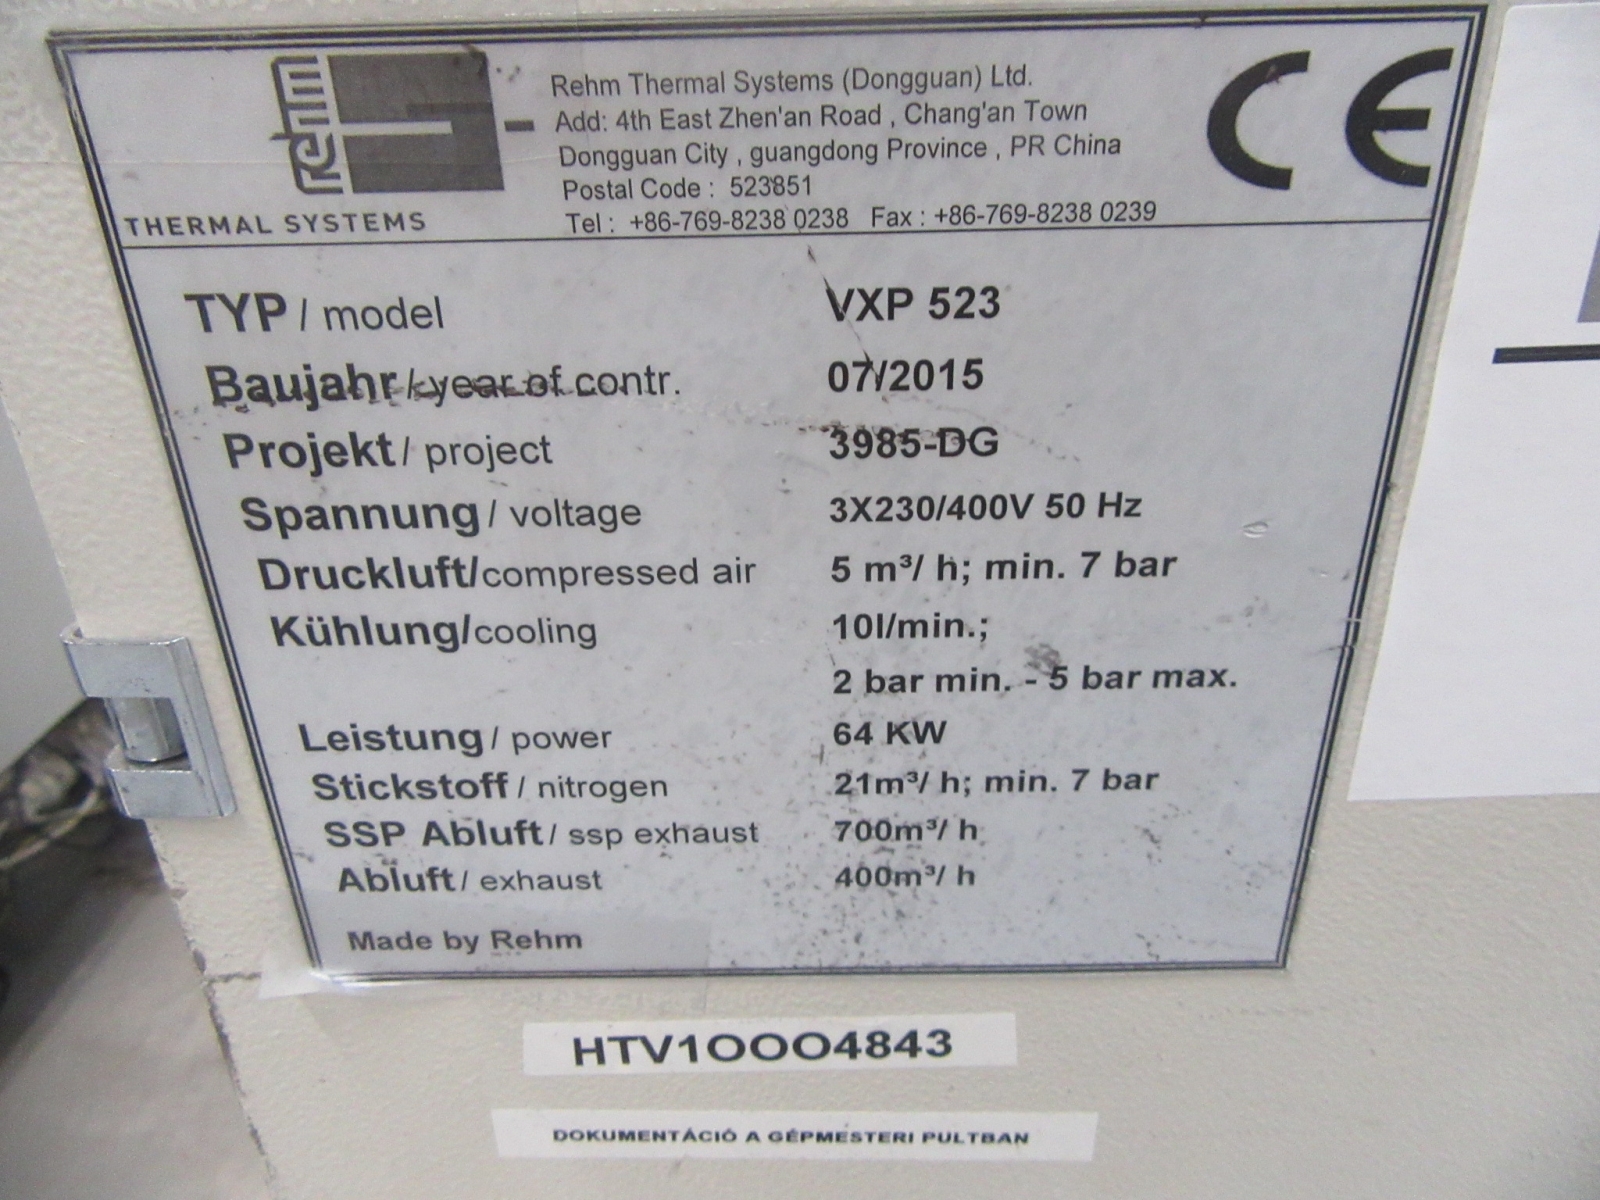 rehm
THERMAL SYSTEMS
Rehm Thermal Systems (Dongguan) Ltd.
Add: 4th East Zhen'an Road , Chang'an Town
Dongguan City , guangdong Province , PR China
Postal Code : 523851
Tel : +86-769-8238 0238 Fax : +86-769-8238 0239
CE
TYP / model VXP 523
Baujahr / year of contr. 07/2015
Projekt / project 3985-DG
Spannung / voltage 3X230/400V 50 Hz
Druckluft/compressed air 5 m³/ h; min. 7 bar
Kühlung/cooling 10l/min.;
2 bar min. - 5 bar max.
Leistung / power 64 KW
Stickstoff / nitrogen 21m³/ h; min. 7 bar
SSP Abluft / ssp exhaust 700m³/ h
Abluft / exhaust 400m³/ h
Made by Rehm
HTV10004843
DOKUMENTÁCIÓ A GÉPMESTERI PULTBAN